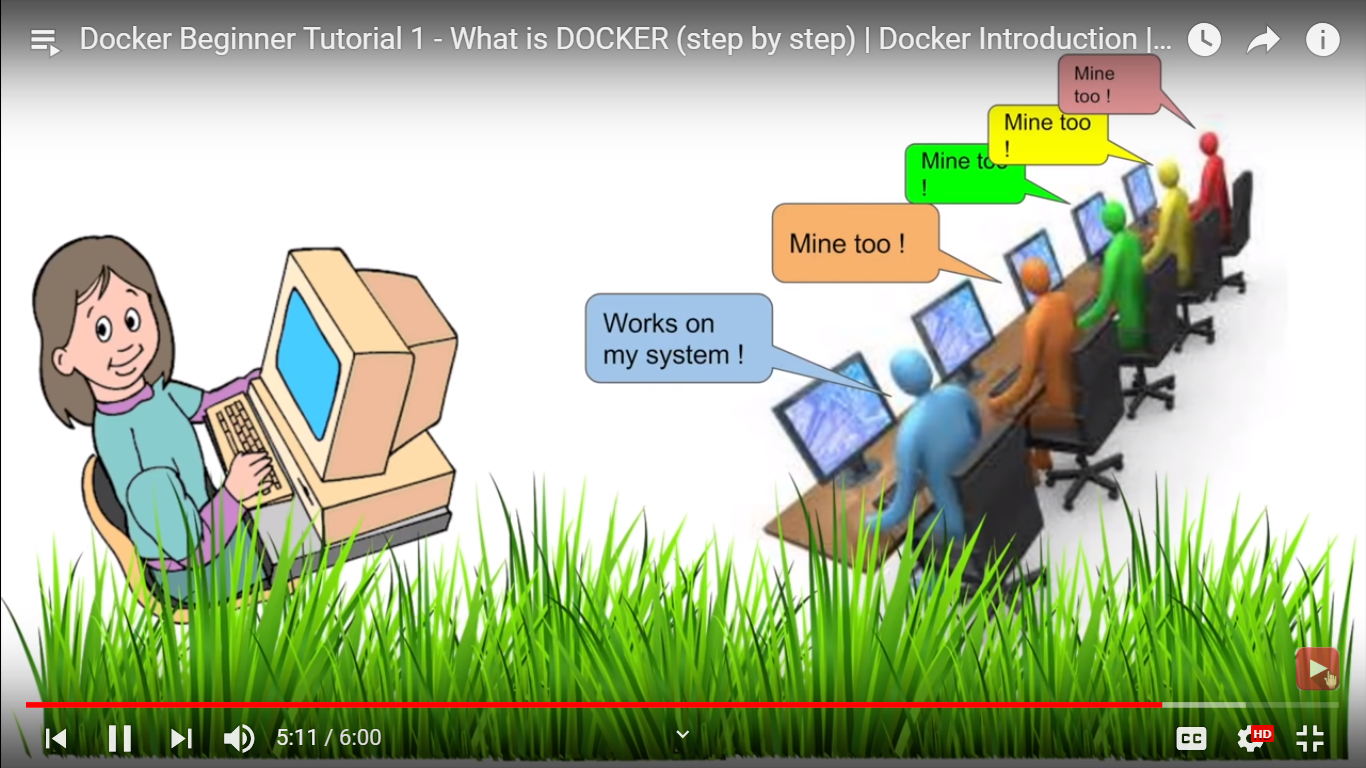 Docker Beginner Tutorial 1 - What is DOCKER (step by step) | Docker Introduction |...
Mine
too !
Mine too
!
Mine too
!
Mine too !
Works on
my system !
5:11 / 6:00
CC
HD